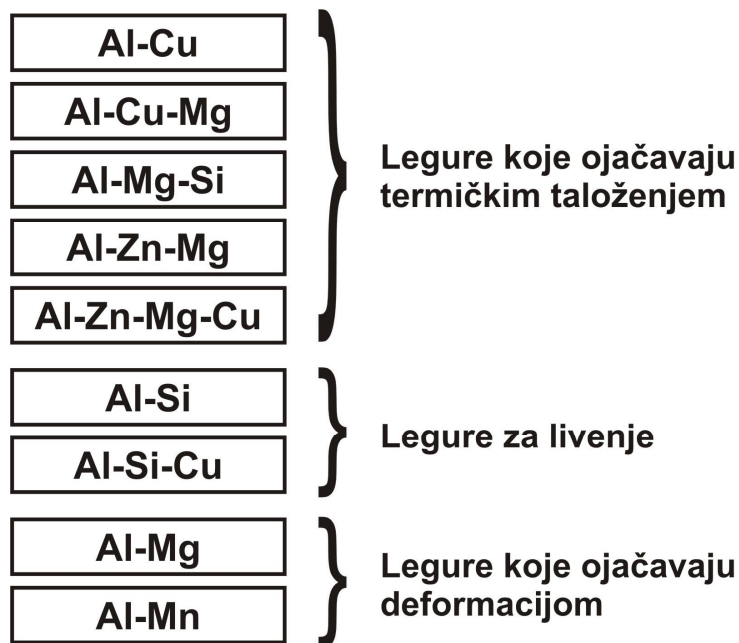 Al-Cu
Al-Cu-Mg
Al-Mg-Si
Al-Zn-Mg
Al-Zn-Mg-Cu
Legure koje ojačavaju
termičkim taloženjem
Al-Si
Al-Si-Cu
Legure za livenje
Al-Mg
Al-Mn
Legure koje ojačavaju
deformacijom